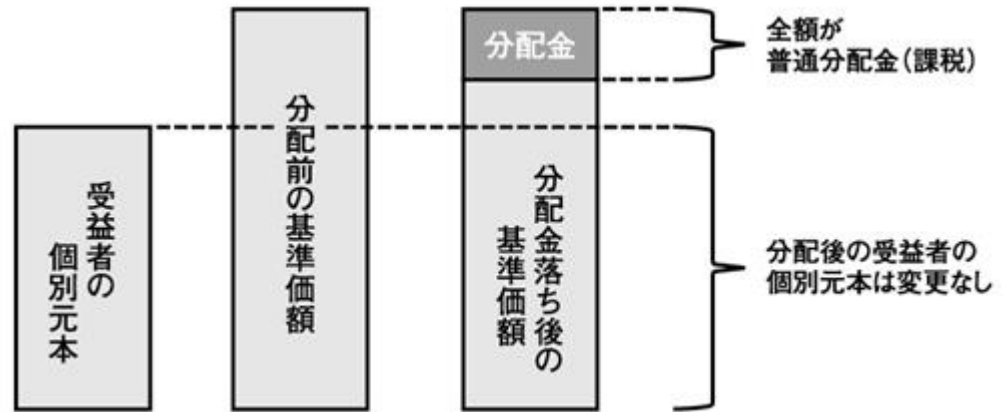 受益者の
個別元本
分配前の基準価額
分配金
分配金落ち後の
基準価額
全額が
普通分配金(課税)
分配後の受益者の
個別元本は変更なし